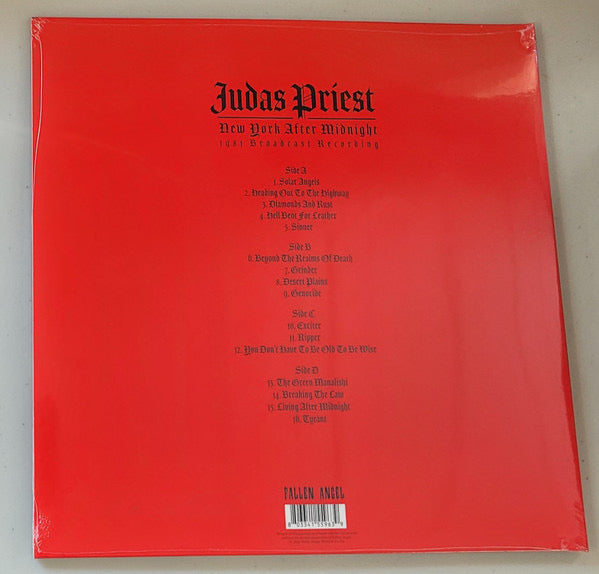 Judas Priest
New York After Midnight
1981 Broadcast Recording
Side A
1. Solar Angels
2. Heading Out To The Highway
3. Diamonds And Rust
4. Hell Bent For Leather
5. Sinner
Side B
6. Beyond The Realms Of Death
7. Grinder
8. Desert Plains
9. Genocide
Side C
10. Exciter
11. Ripper
12. You Don't Have To Be Old To Be Wise
Side D
13. The Green Manalishi
14. Breaking The Law
15. Living After Midnight
16. Tyrant
FALLEN ANGEL
8 03341 55963 8